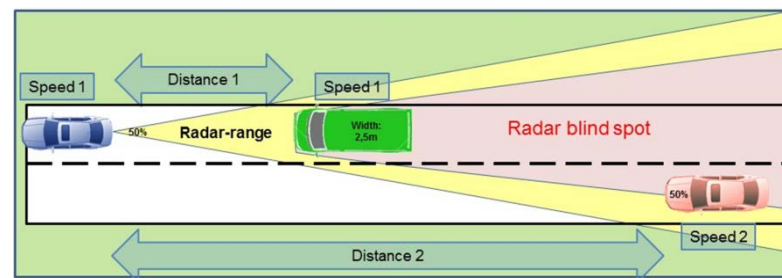 Speed 1
Distance 1
Speed 1
50%
Radar-range
Width:
2,5m
Radar blind spot
50%
Speed 2
Distance 2